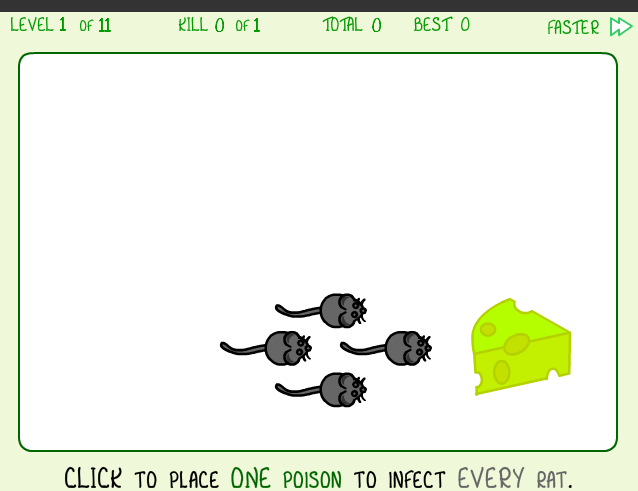 LEVEL 1 OF 11 KILL 0 OF 1 TOTAL 0 BEST 0 FASTER
CLICK TO PLACE ONE POISON TO INFECT EVERY RAT.